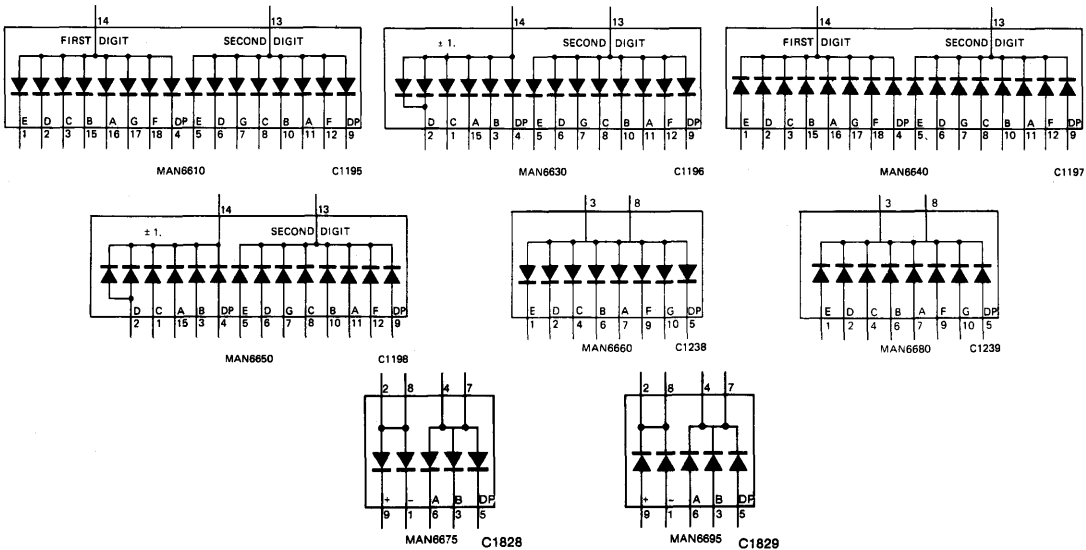 14 13
FIRST DIGIT SECOND DIGIT
E D C B A G F DP E D G C B A F DP
1 2 3 15 16 17 18 4 5 6 7 8 10 11 12 9
MAN6610 C1195
14 13
± 1. SECOND DIGIT
D C A B DP E D G C B A F DP
2 1 15 3 4 5 6 7 8 10 11 12 9
MAN6630 C1196
14 13
FIRST DIGIT SECOND DIGIT
E D C B A G F DP E D G C B A F DP
1 2 3 15 16 17 18 4 5 6 7 8 10 11 12 9
MAN6640 C1197
14 13
± 1. SECOND DIGIT
D C A B DP E D G C B A F DP
2 1 15 3 4 5 6 7 8 10 11 12 9
MAN6650 C1198
3 8
E D C B A F G DP
1 2 4 6 7 9 10 5
MAN6660 C1238
3 8
E D C B A F G DP
1 2 4 6 7 9 10 5
MAN6680 C1239
2 8 4 7
+ − A B DP
9 1 6 3 5
MAN6675 C1828
2 8 4 7
+ − A B DP
9 1 6 3 5
MAN6695 C1829